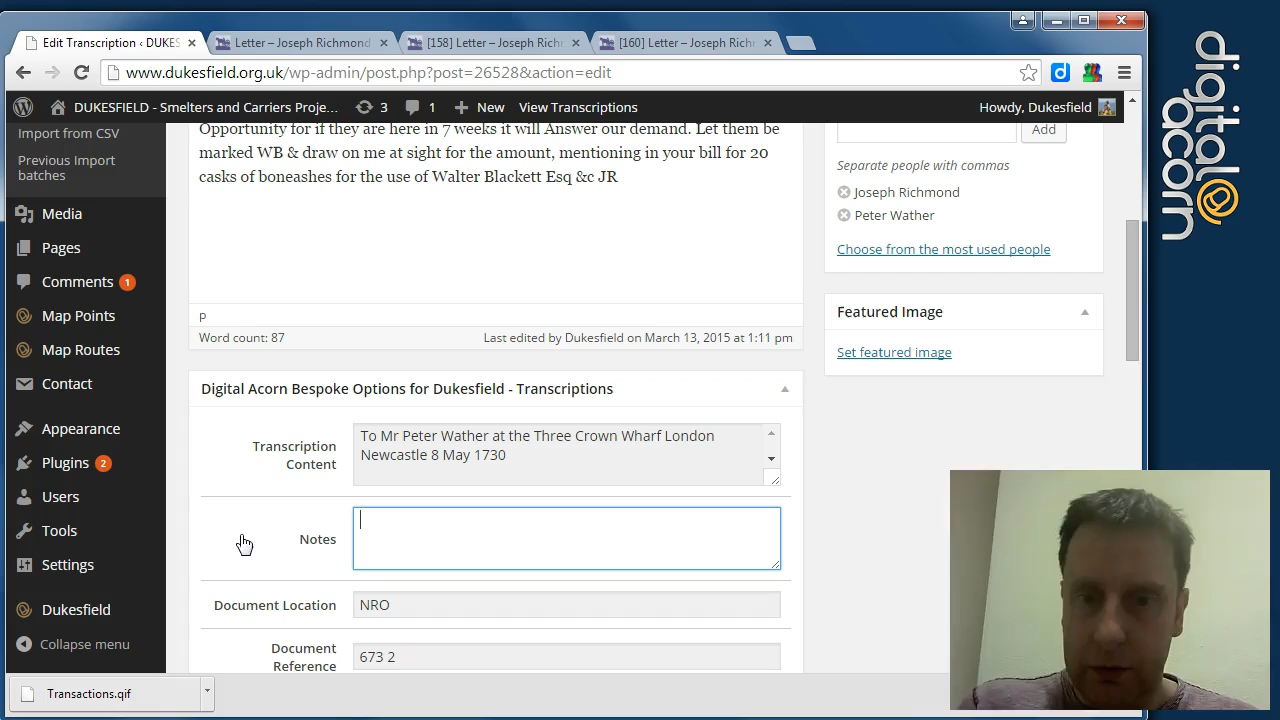 Edit Transcription ‹ DUKES
Letter – Joseph Richmond
[158] Letter – Joseph Richr
[160] Letter – Joseph Richm
www.dukesfield.org.uk/wp-admin/post.php?post=2652&action=edit
DUKESFIELD - Smelters and Carriers Proje...
3
1
New
View Transcriptions
Howdy, Dukesfield
Import from CSV
Previous Import
batches
Media
Pages
Comments 1
Map Points
Map Routes
Contact
Appearance
Plugins 2
Users
Tools
Settings
Dukesfield
Collapse menu
Opportunity for if they are here in 7 weeks it will Answer our demand. Let them be
marked WB & draw on me at sight for the amount, mentioning in your bill for 20
casks of boneashes for the use of Walter Blackett Esq &c JR
p
Word count: 87
Last edited by Dukesfield on March 13, 2015 at 1:11 pm
Digital Acorn Bespoke Options for Dukesfield - Transcriptions
Transcription
Content
To Mr Peter Wather at the Three Crown Wharf London
Newcastle 8 May 1730
Notes
Document Location
NRO
Document
Reference
673 2
Add
Separate people with commas
Joseph Richmond
Peter Wather
Choose from the most used people
Featured Image
Set featured image
Transactions.qif
digital@
acorn